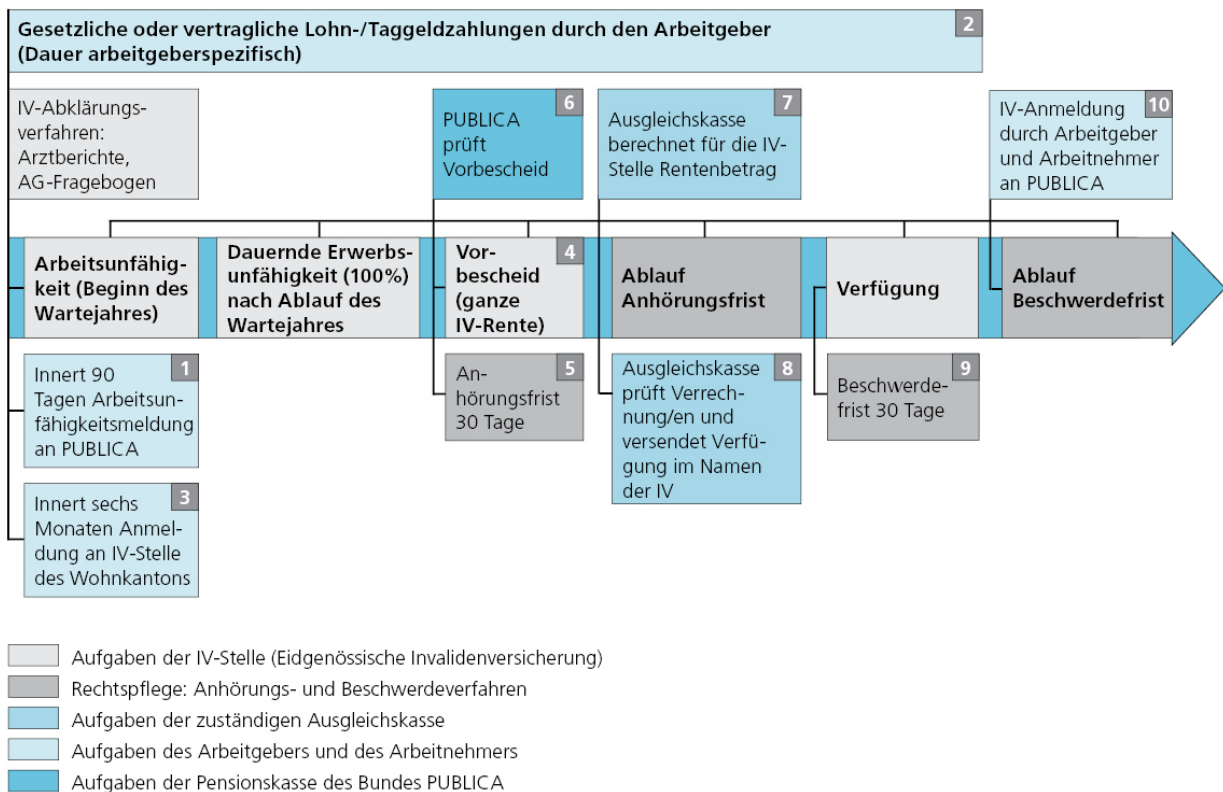 Gesetzliche oder vertragliche Lohn-/Taggeldzahlungen durch den Arbeitgeber
(Dauer arbeitgeberspezifisch)
2
IV-Abklärungs-
verfahren:
Arztberichte,
AG-Fragebogen
6
PUBLICA
prüft
Vorbescheid
7
Ausgleichskasse
berechnet für die IV-
Stelle Rentenbetrag
10
IV-Anmeldung
durch Arbeitgeber
und Arbeitnehmer
an PUBLICA
Arbeitsunfähig-
keit (Beginn des
Wartejahres)
Dauernde Erwerbs-
unfähigkeit (100%)
nach Ablauf des
Wartejahres
4
Vor-
bescheid
(ganze
IV-Rente)
Ablauf
Anhörungsfrist
Verfügung
Ablauf
Beschwerdefrist
1
Innert 90
Tagen Arbeitsun-
fähigkeitsmeldung
an PUBLICA
5
An-
hörungsfrist
30 Tage
8
Ausgleichskasse
prüft Verrech-
nung/en und
versendet Verfü-
gung im Namen
der IV
9
Beschwerde-
frist 30 Tage
3
Innert sechs
Monaten Anmel-
dung an IV-Stelle
des Wohnkantons
Aufgaben der IV-Stelle (Eidgenössische Invalidenversicherung)
Rechtspflege: Anhörungs- und Beschwerdeverfahren
Aufgaben der zuständigen Ausgleichskasse
Aufgaben des Arbeitgebers und des Arbeitnehmers
Aufgaben der Pensionskasse des Bundes PUBLICA